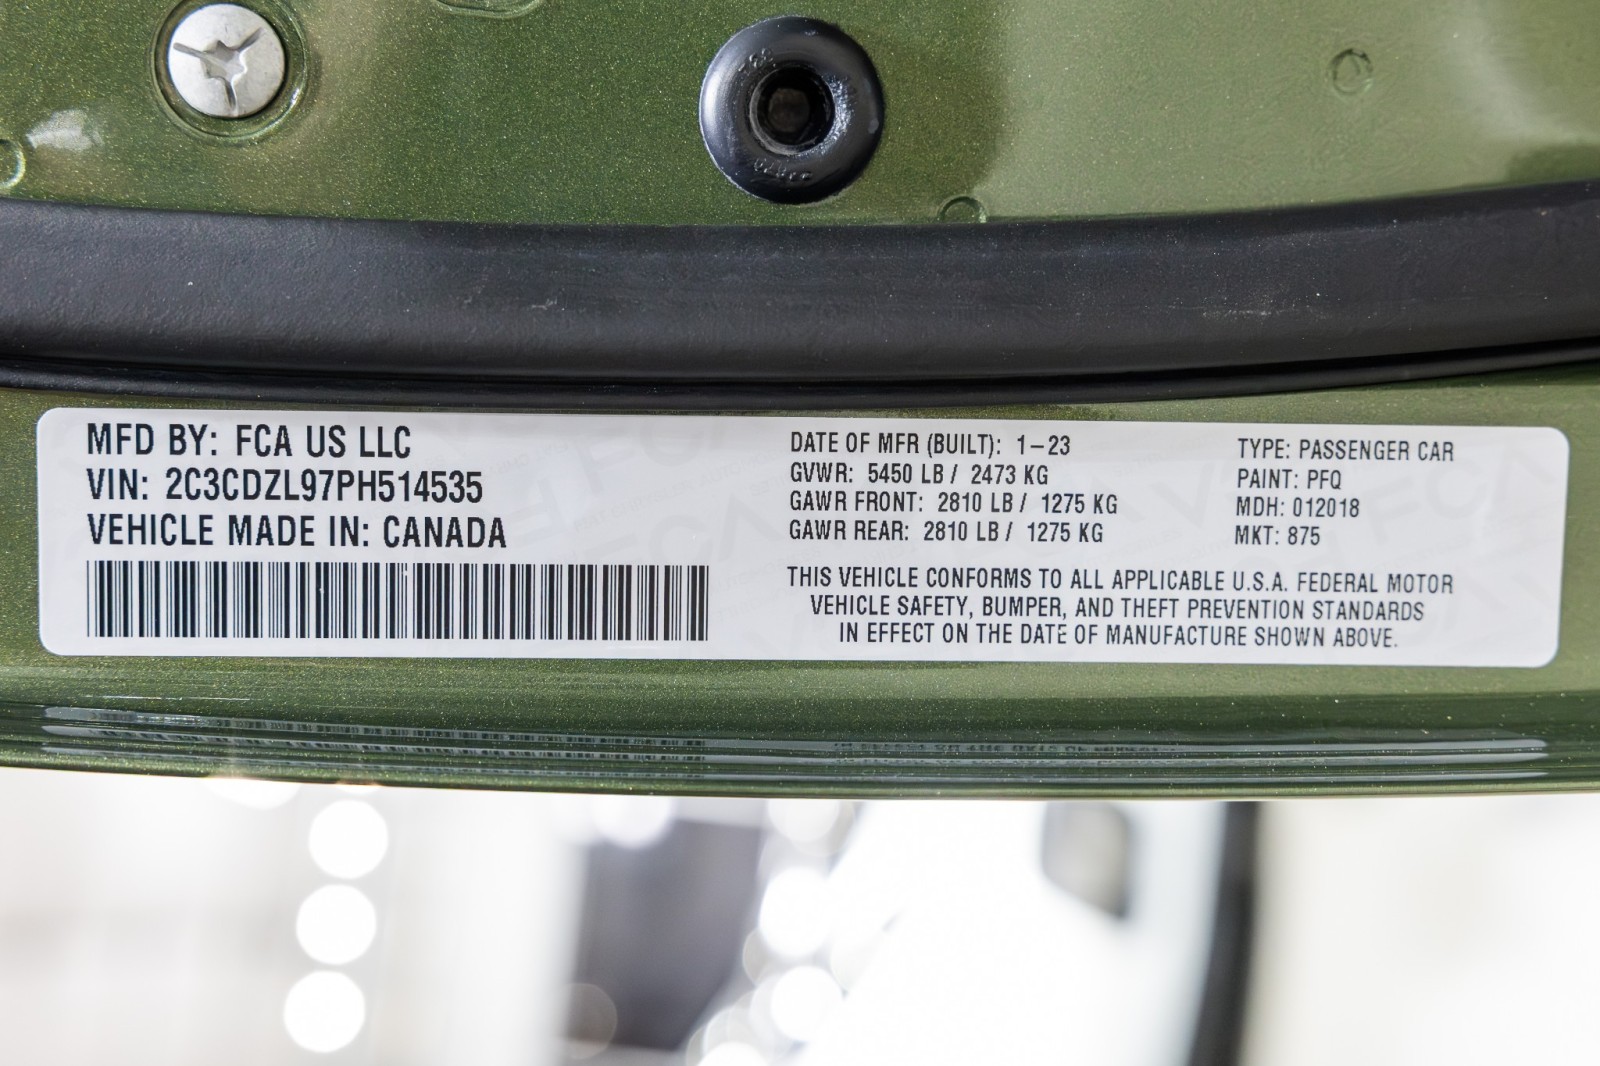 MFD BY: FCA US LLC
VIN: 2C3CDZL97PH514535
VEHICLE MADE IN: CANADA
DATE OF MFR (BUILT): 1-23
GVWR: 5450 LB / 2473 KG
GAWR FRONT: 2810 LB / 1275 KG
GAWR REAR: 2810 LB / 1275 KG
TYPE: PASSENGER CAR
PAINT: PFQ
MDH: 012018
MKT: 875
THIS VEHICLE CONFORMS TO ALL APPLICABLE U.S.A. FEDERAL MOTOR
VEHICLE SAFETY, BUMPER, AND THEFT PREVENTION STANDARDS
IN EFFECT ON THE DATE OF MANUFACTURE SHOWN ABOVE.